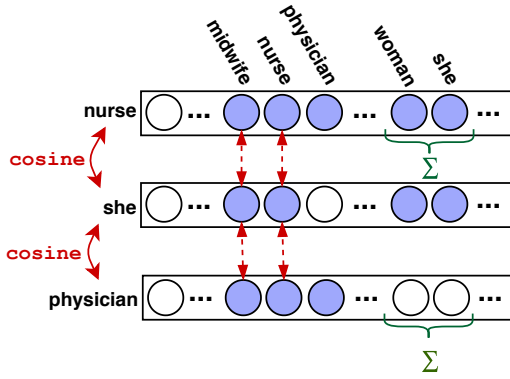 midwife nurse physician woman she
nurse ... ... ...
Σ
cosine
she ... ... ...
cosine
physician ... ... ...
Σ